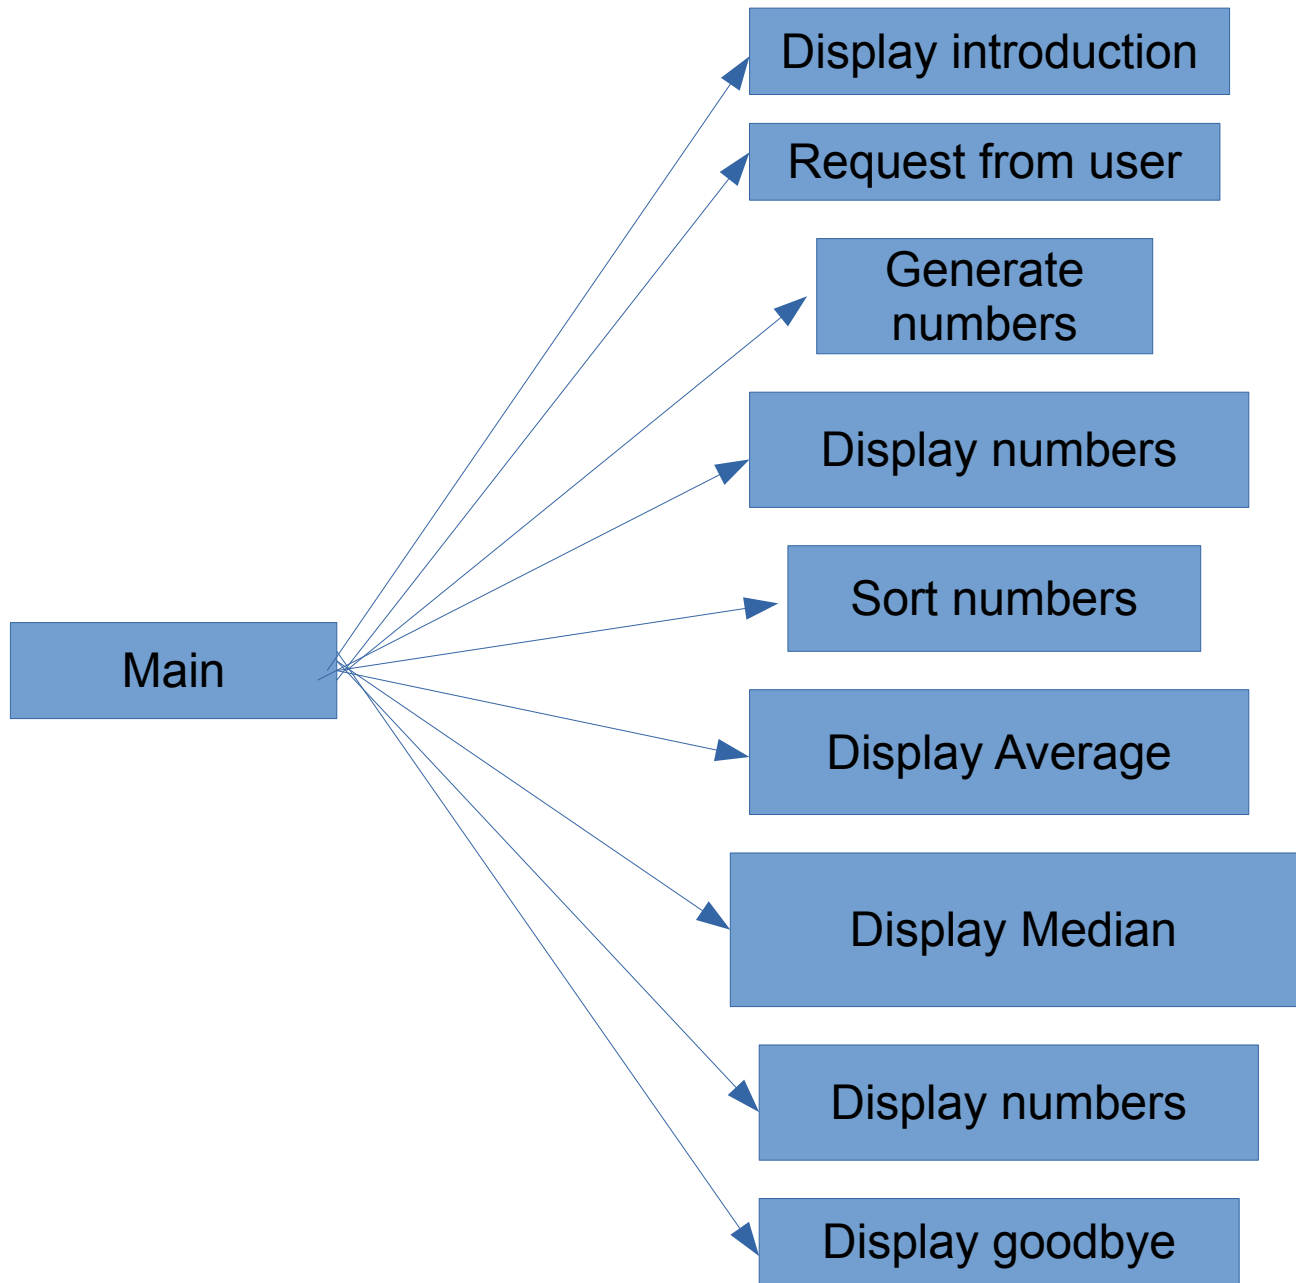 Display introduction
Request from user
Generate
numbers
Display numbers
Sort numbers
Main
Display Average
Display Median
Display numbers
Display goodbye